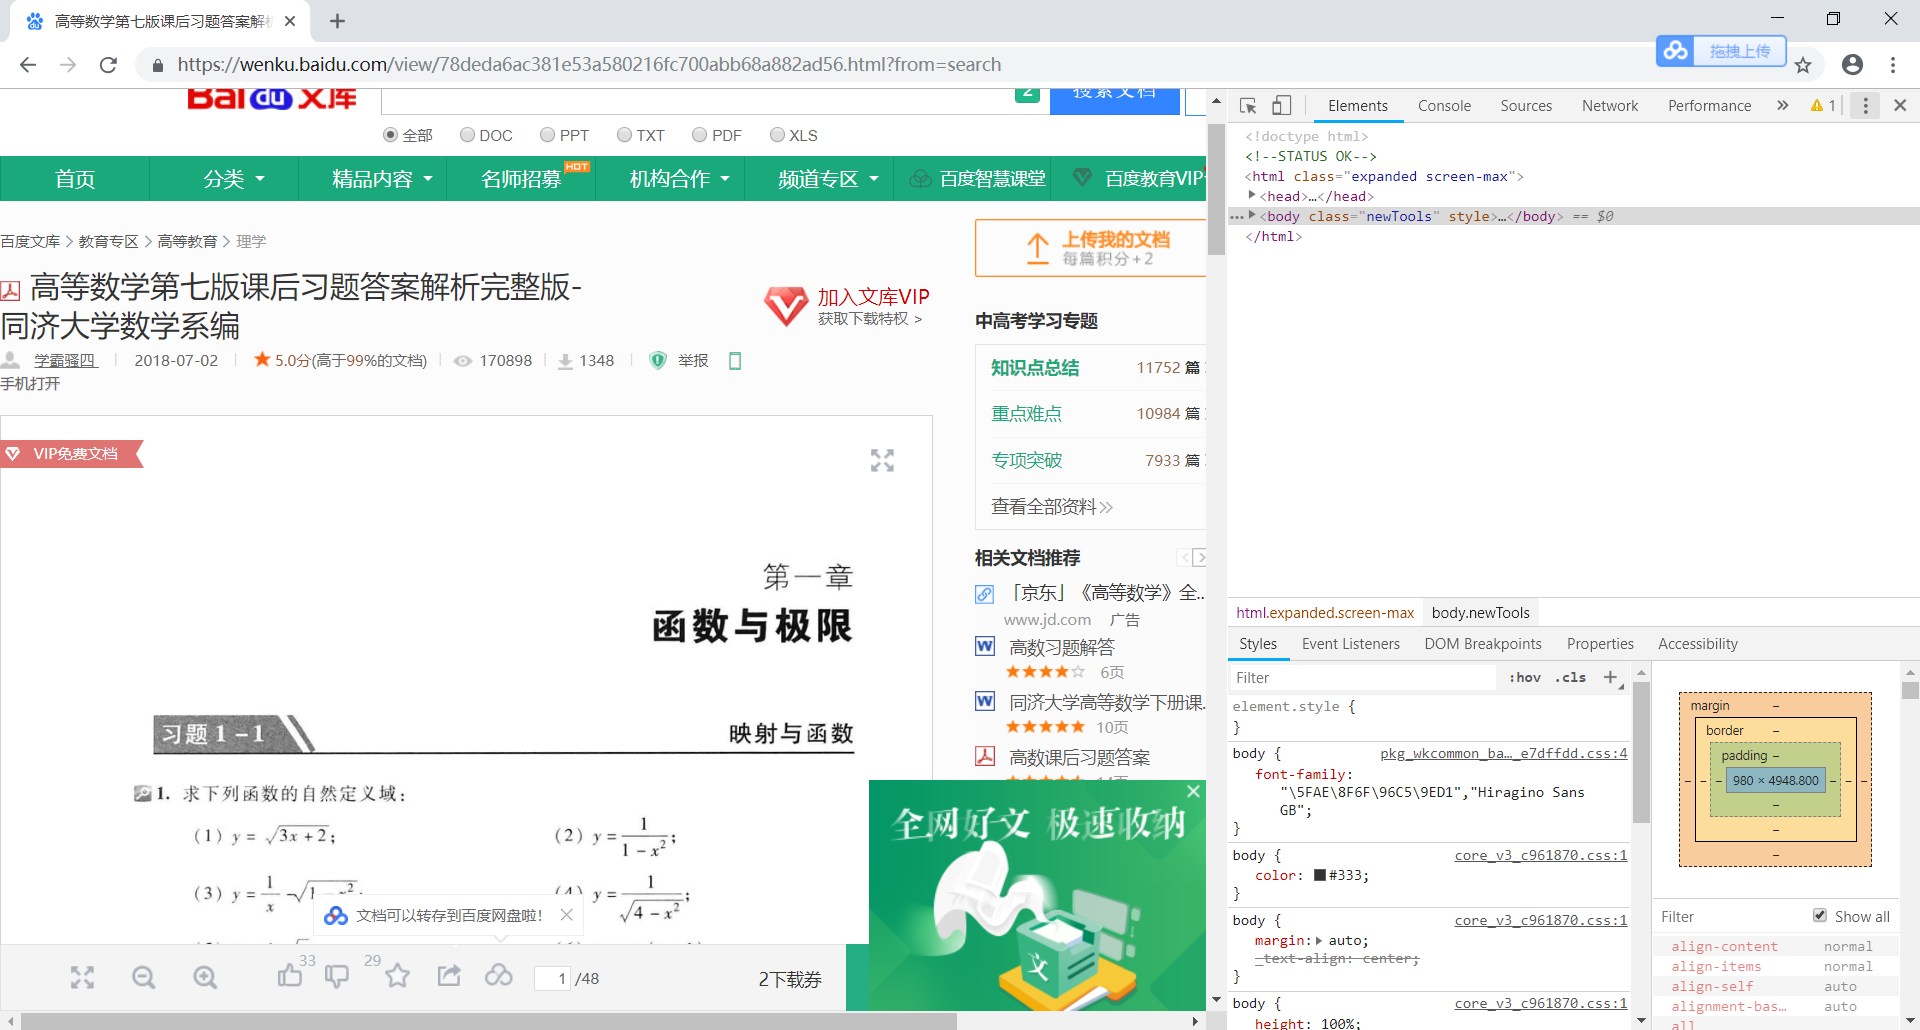 高等数学第七版课后习题答案解析
https://wenku.baidu.com/view/78deda6ac381e53a580216fc700abb68a882ad56.html?from=search
拖拽上传
Bai du 文库
2
搜索文档
全部 DOC PPT TXT PDF XLS
首页 分类 精品内容 名师招募 HOT 机构合作 频道专区 百度智慧课堂 百度教育VIP
百度文库 > 教育专区 > 高等教育 > 理学
高等数学第七版课后习题答案解析完整版-
同济大学数学系编
加入文库VIP
获取下载特权 >
学霸骚四 2018-07-02 5.0分(高于99%的文档) 170898 1348 举报
手机打开
VIP免费文档
第一章
函数与极限
习题 1-1 映射与函数
1. 求下列函数的自然定义域:
(1) y = √(3x+2); (2) y = 1/(1-x²);
(3) y = 1/x - √(1-x²); (4) y = 1/√(4-x²);
文档可以转存到百度网盘啦!
33
29
1 /48
2下载券
上传我的文档
每篇积分+2
中高考学习专题
知识点总结 11752 篇
重点难点 10984 篇
专项突破 7933 篇
查看全部资料>>
相关文档推荐
「京东」《高等数学》全...
www.jd.com 广告
高数习题解答
6页
同济大学高等数学下册课.
10页
高数课后习题答案
14页
全网好文 极速收纳
文
Elements Console Sources Network Performance » 1
<!doctype html>
<!--STATUS OK-->
<html class="expanded screen-max">
<head>…</head>
<body class="newTools" style>…</body> == $0
</html>
html.expanded.screen-max body.newTools
Styles Event Listeners DOM Breakpoints Properties Accessibility
Filter :hov .cls +
element.style {
}
body { pkg_wkcommon_ba…_e7dffdd.css:4
font-family:
"\5FAE\8F6F\96C5\9ED1","Hiragino Sans
GB";
}
body { core_v3_c961870.css:1
color: #333;
}
body { core_v3_c961870.css:1
margin: auto;
_text-align: center;
}
body { core_v3_c961870.css:1
height: 100%;
margin –
border –
padding –
980 × 4948.800
Filter Show all
align-content normal
align-items normal
align-self auto
alignment-bas… auto
all